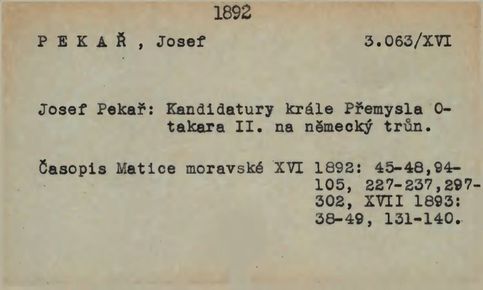 1892
P E K A Ř , Josef 3.063/XVI
Josef Pekař: Kandidatury krále Přemysla O-
takara II. na německý trůn.
Časopis Matice moravské XVI 1892: 45-48,94-
105, 227-237,297-
302, XVII 1893:
38-49, 131-140.